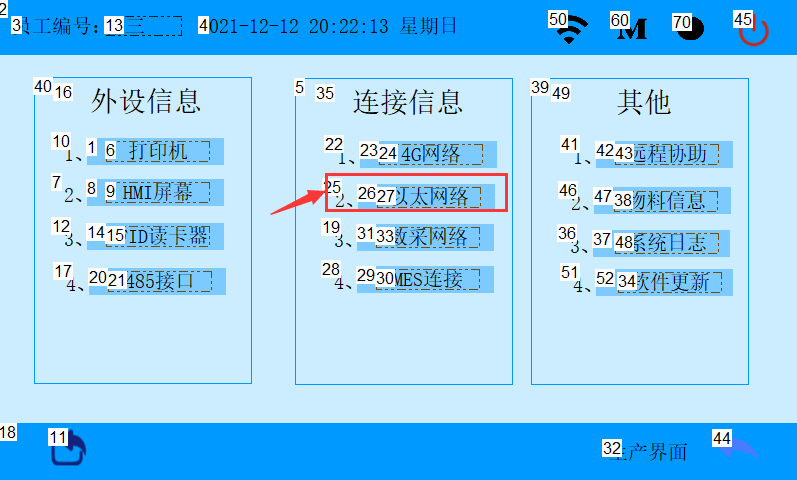 2 3 员工编号: 13 4 021-12-12 20:22:13 星期日 50 60 M 70 45
40 16 外设信息
10 1、 1 6 打印机
7 2、 8 9 HMI屏幕
12 3、 14 15 ID读卡器
17 4、 20 21 485接口
5 35 连接信息
22 1、 23 24 4G网络
25 2、 26 27 以太网络
19 3、 31 33 数采网络
28 4、 29 30 MES连接
39 49 其他
41 1、 42 43 远程协助
46 2、 47 38 物料信息
36 3、 37 48 系统日志
51 4、 52 34 软件更新
18 11 32 生产界面 44